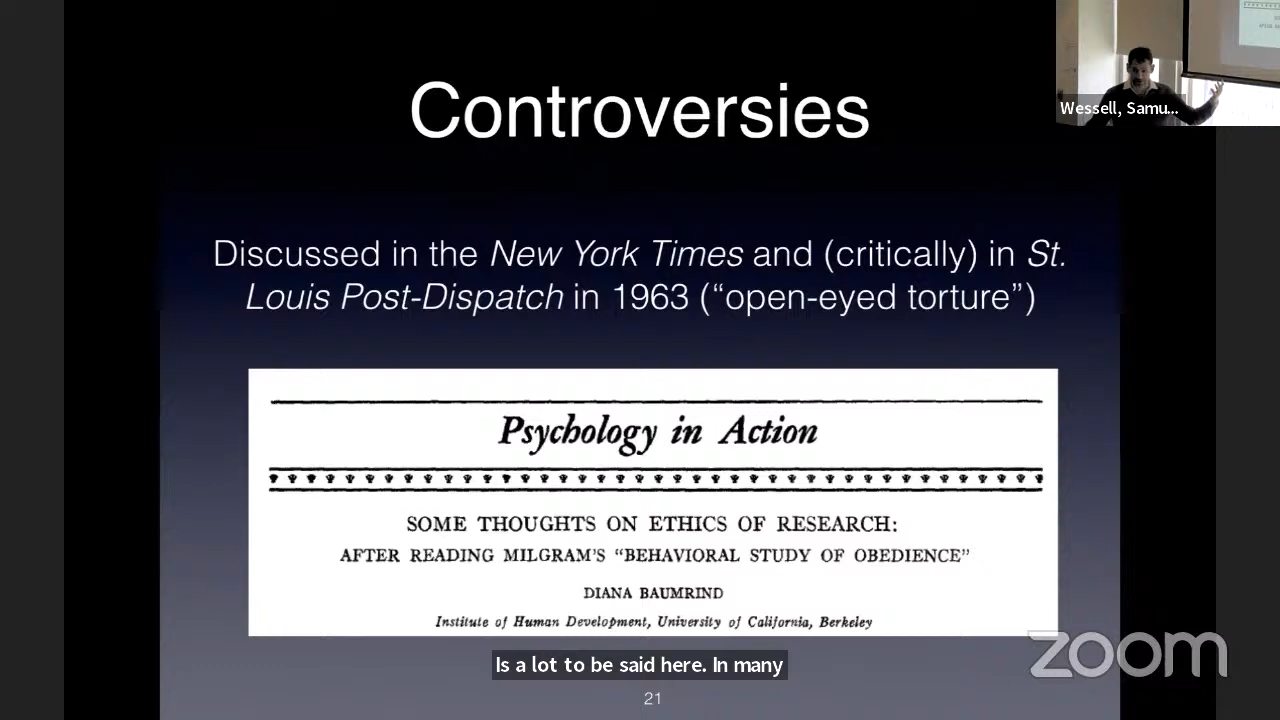 Controversies
Wessell, Samu...
Discussed in the New York Times and (critically) in St.
Louis Post-Dispatch in 1963 (“open-eyed torture”)
Psychology in Action
SOME THOUGHTS ON ETHICS OF RESEARCH:
AFTER READING MILGRAM'S “BEHAVIORAL STUDY OF OBEDIENCE”
DIANA BAUMRIND
Institute of Human Development, University of California, Berkeley
Is a lot to be said here. In many
zoom
21